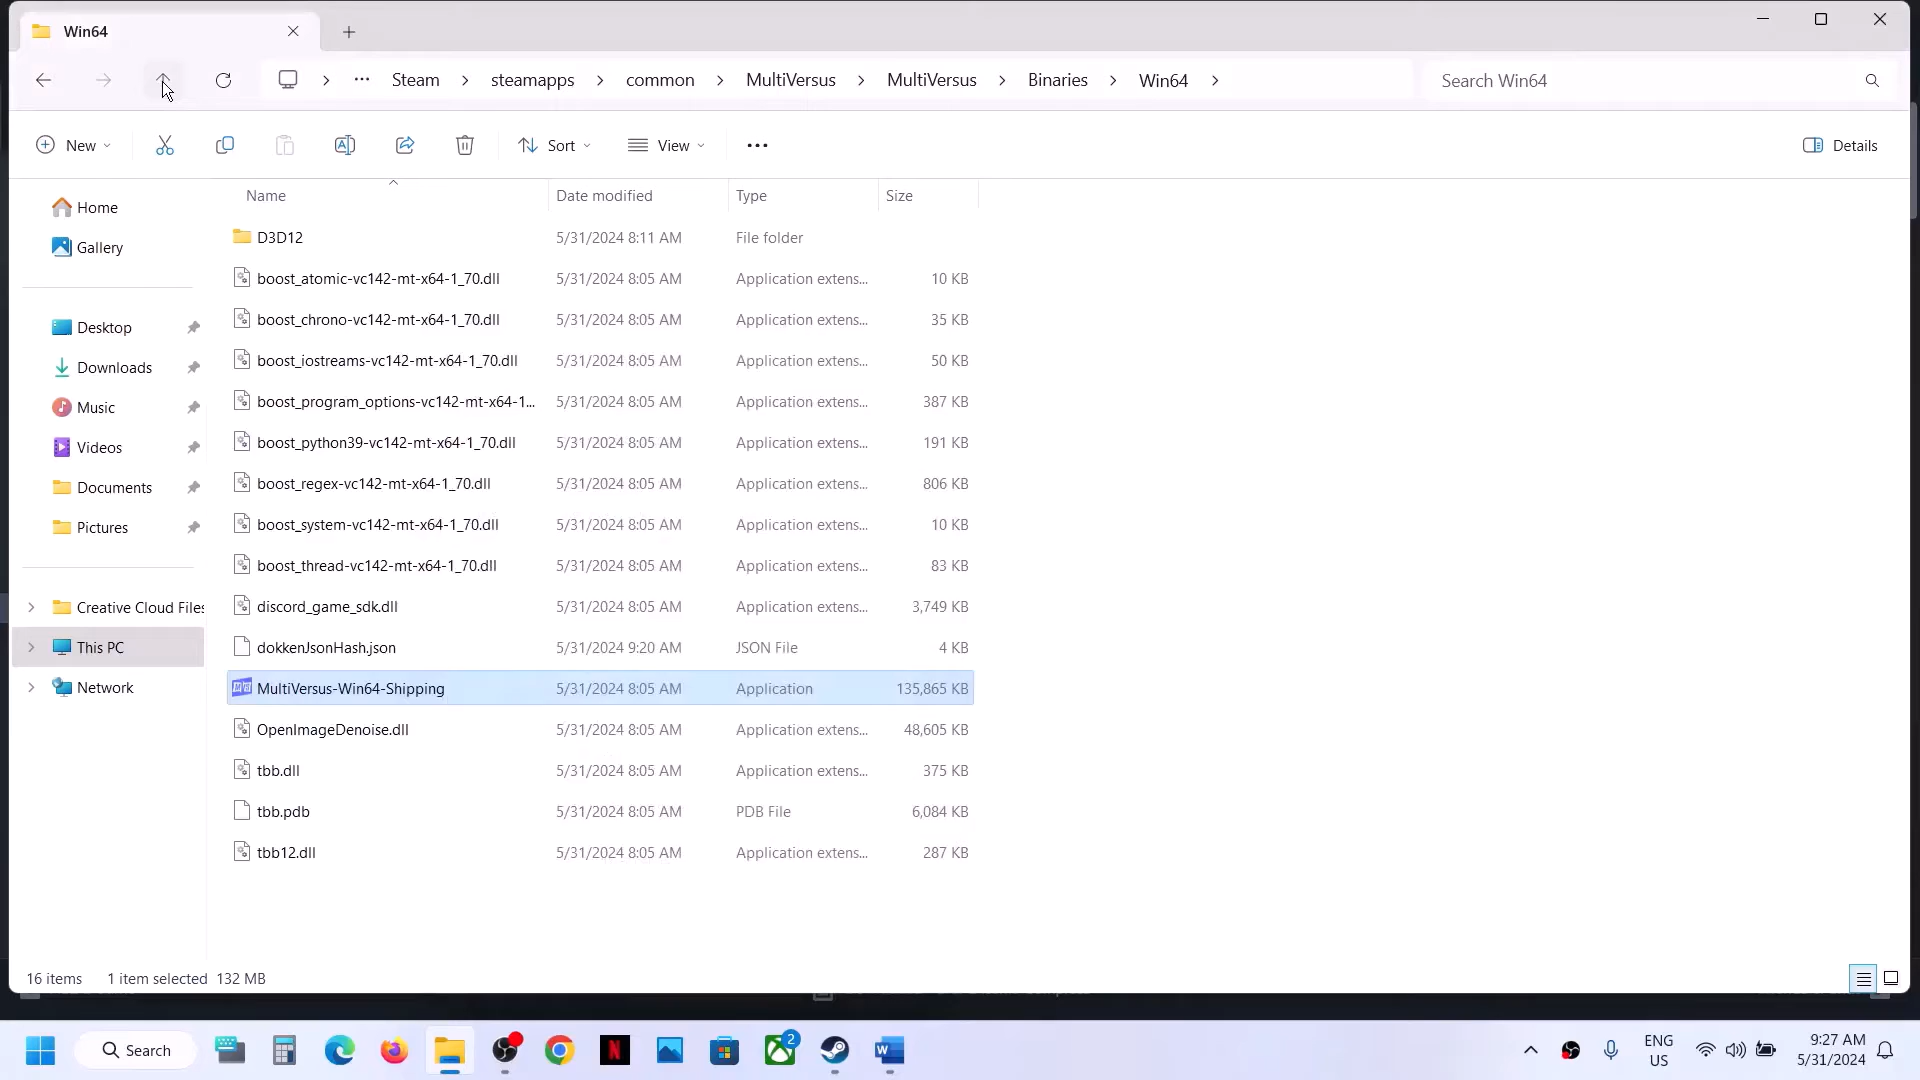 Win64
Steam steamapps common MultiVersus MultiVersus Binaries Win64
Search Win64
New
Sort
View
Details
Name Date modified Type Size
Home
Gallery
Desktop
Downloads
Music
Videos
Documents
Pictures
Creative Cloud Files
This PC
Network
D3D12 5/31/2024 8:11 AM File folder
boost_atomic-vc142-mt-x64-1_70.dll 5/31/2024 8:05 AM Application extens... 10 KB
boost_chrono-vc142-mt-x64-1_70.dll 5/31/2024 8:05 AM Application extens... 35 KB
boost_iostreams-vc142-mt-x64-1_70.dll 5/31/2024 8:05 AM Application extens... 50 KB
boost_program_options-vc142-mt-x64-1... 5/31/2024 8:05 AM Application extens... 387 KB
boost_python39-vc142-mt-x64-1_70.dll 5/31/2024 8:05 AM Application extens... 191 KB
boost_regex-vc142-mt-x64-1_70.dll 5/31/2024 8:05 AM Application extens... 806 KB
boost_system-vc142-mt-x64-1_70.dll 5/31/2024 8:05 AM Application extens... 10 KB
boost_thread-vc142-mt-x64-1_70.dll 5/31/2024 8:05 AM Application extens... 83 KB
discord_game_sdk.dll 5/31/2024 8:05 AM Application extens... 3,749 KB
dokkenJsonHash.json 5/31/2024 9:20 AM JSON File 4 KB
MultiVersus-Win64-Shipping 5/31/2024 8:05 AM Application 135,865 KB
OpenImageDenoise.dll 5/31/2024 8:05 AM Application extens... 48,605 KB
tbb.dll 5/31/2024 8:05 AM Application extens... 375 KB
tbb.pdb 5/31/2024 8:05 AM PDB File 6,084 KB
tbb12.dll 5/31/2024 8:05 AM Application extens... 287 KB
16 items 1 item selected 132 MB
Search
2
ENG
US
9:27 AM
5/31/2024